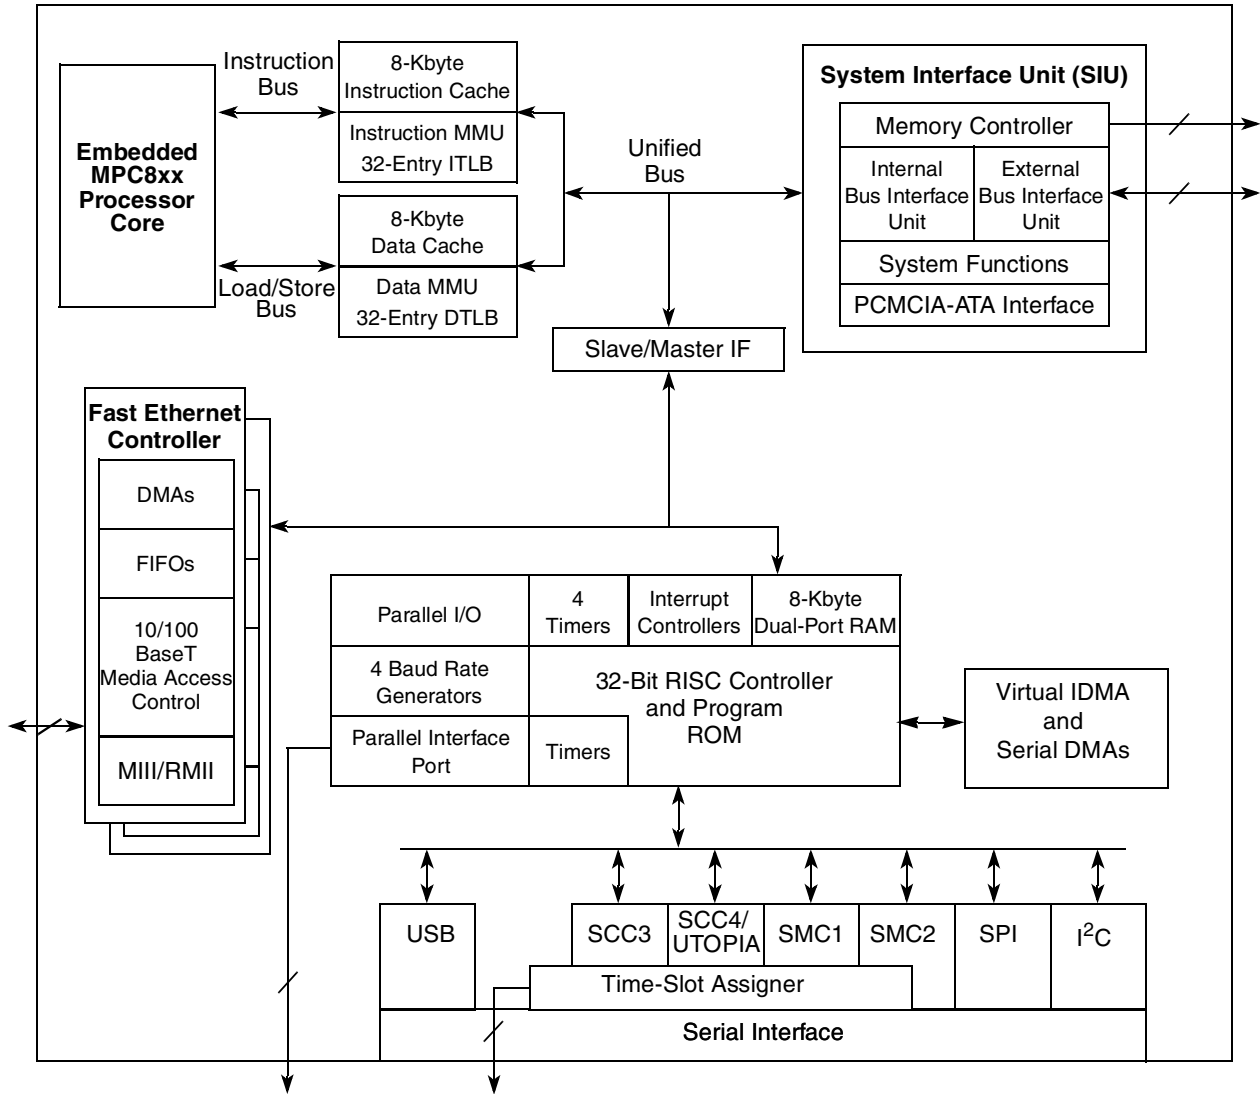 Instruction
Bus
8-Kbyte
Instruction Cache
Instruction MMU
32-Entry ITLB
Embedded
MPC8xx
Processor
Core
8-Kbyte
Data Cache
Load/Store
Bus
Data MMU
32-Entry DTLB
Unified
Bus
System Interface Unit (SIU)
Memory Controller
Internal
Bus Interface
Unit
External
Bus Interface
Unit
System Functions
PCMCIA-ATA Interface
Slave/Master IF
Fast Ethernet
Controller
DMAs
FIFOs
10/100
BaseT
Media Access
Control
MIII/RMII
Parallel I/O
4
Timers
Interrupt
Controllers
8-Kbyte
Dual-Port RAM
4 Baud Rate
Generators
32-Bit RISC Controller
and Program
ROM
Parallel Interface
Port
Timers
Virtual IDMA
and
Serial DMAs
USB
SCC3
SCC4/
UTOPIA
SMC1
SMC2
SPI
I²C
Time-Slot Assigner
Serial Interface